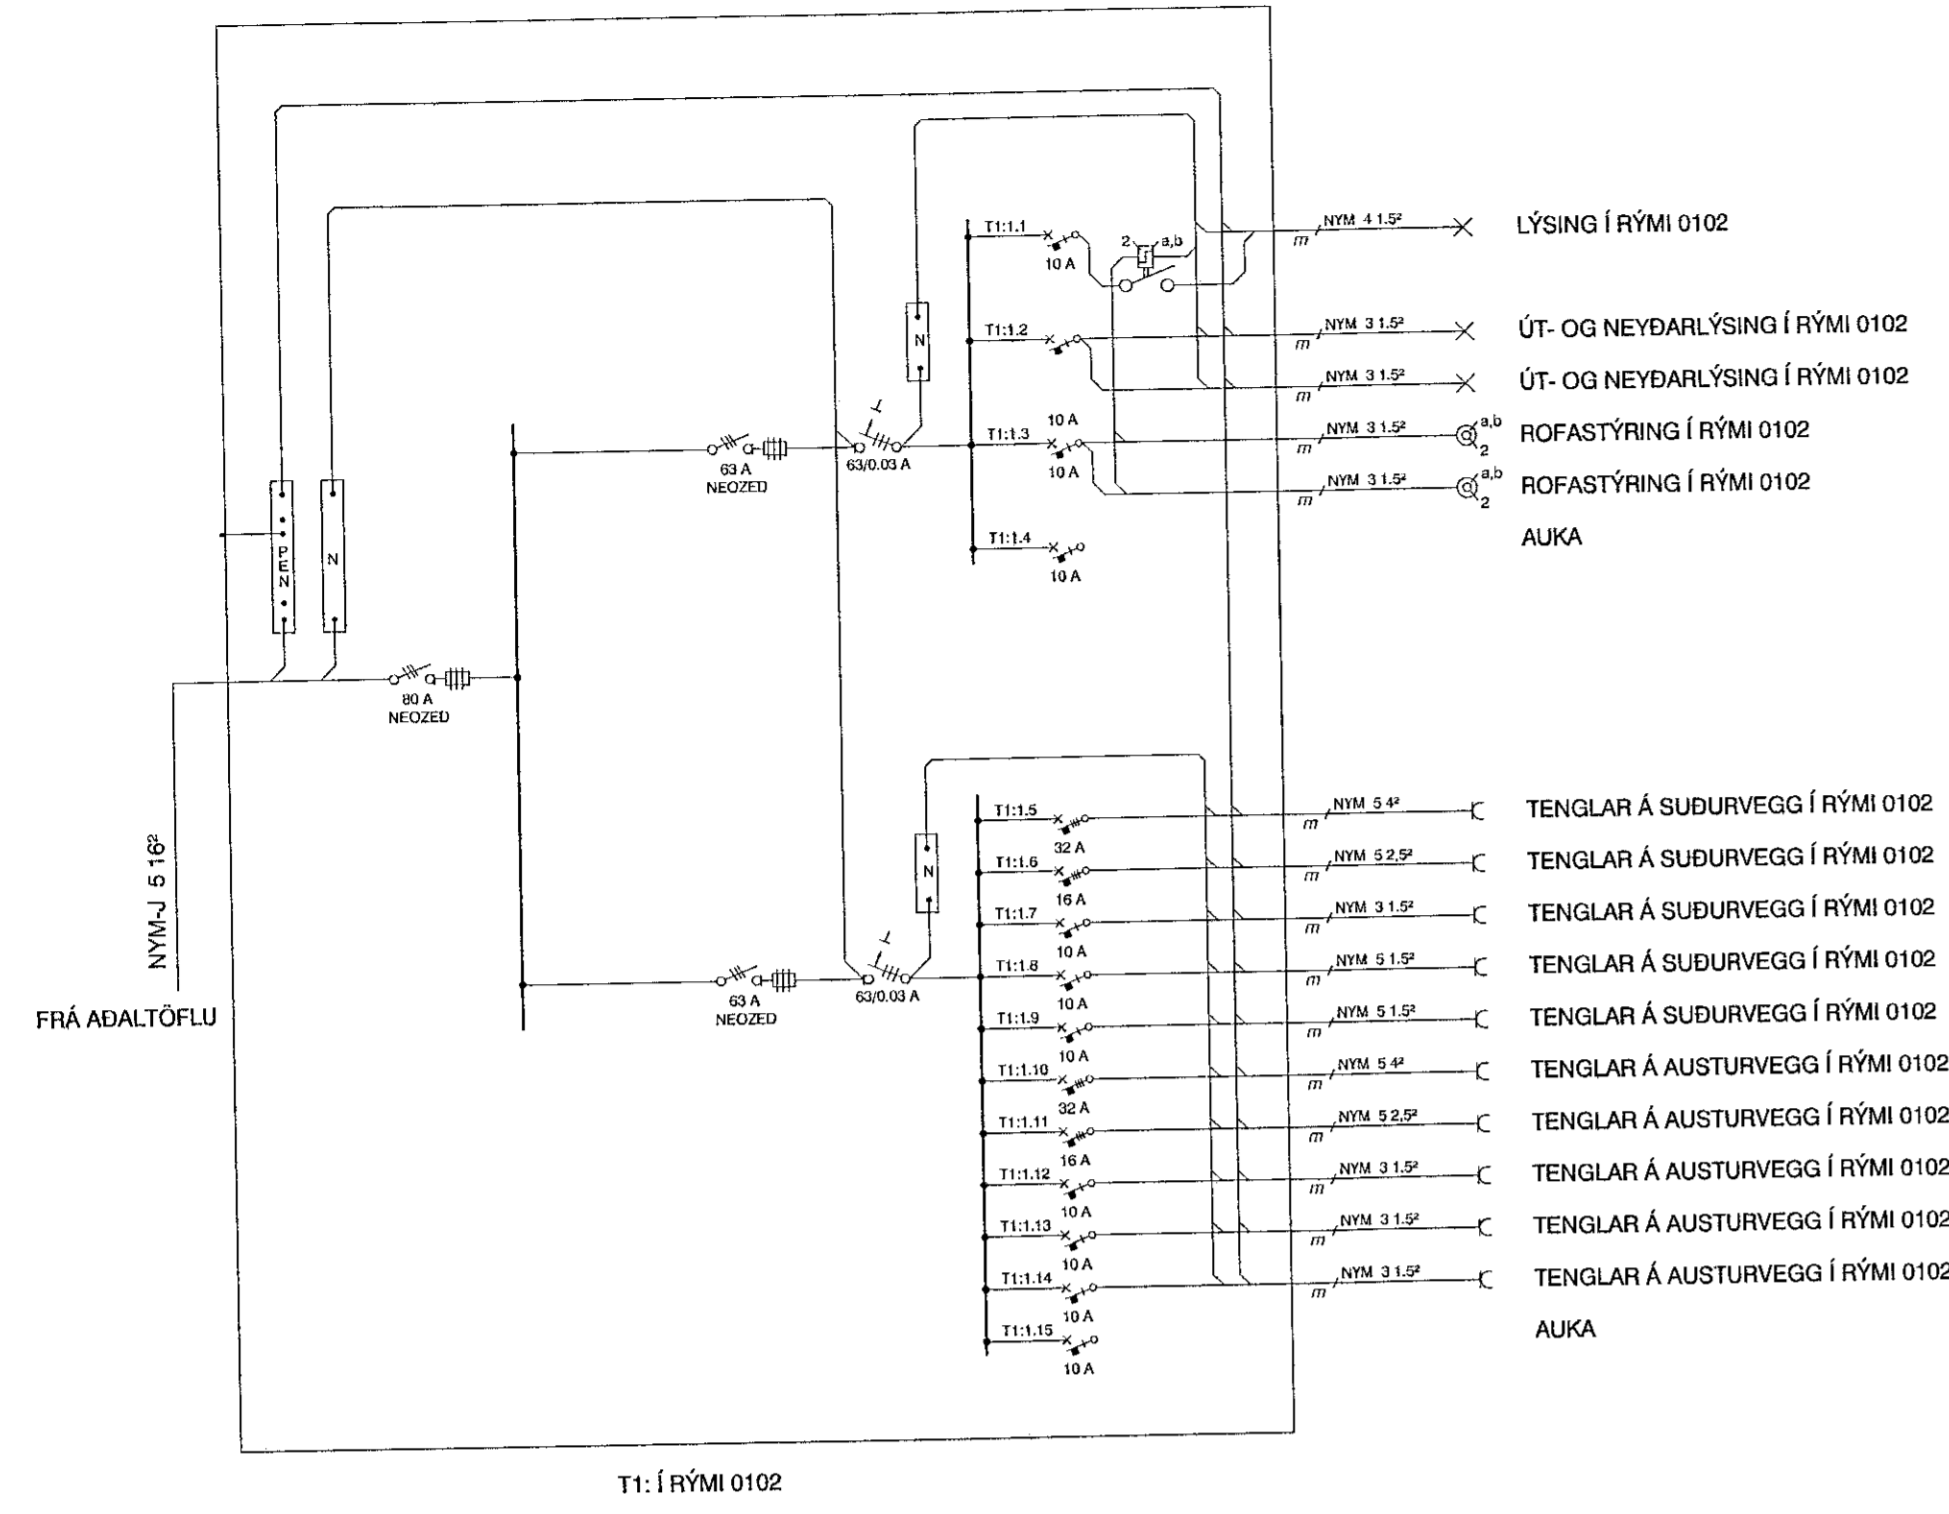 T1:1.1
10 A
2
a,b
NYM 4 1.5²
m
LÝSING Í RÝMI 0102
T1:1.2
NYM 3 1.5²
m
ÚT- OG NEYÐARLÝSING Í RÝMI 0102
N
NYM 3 1.5²
m
ÚT- OG NEYÐARLÝSING Í RÝMI 0102
10 A
T1:1.3
10 A
NYM 3 1.5²
m
a,b
2
ROFASTÝRING Í RÝMI 0102
63 A
NEOZED
63/0.03 A
NYM 3 1.5²
m
a,b
2
ROFASTÝRING Í RÝMI 0102
T1:1.4
10 A
AUKA
PEN
N
80 A
NEOZED
NYM-J 5 16²
FRÁ AÐALTÖFLU
T1:1.5
32 A
NYM 5 4²
m
TENGLAR Á SUÐURVEGG Í RÝMI 0102
T1:1.6
16 A
NYM 5 2,5²
m
TENGLAR Á SUÐURVEGG Í RÝMI 0102
N
T1:1.7
10 A
NYM 3 1.5²
m
TENGLAR Á SUÐURVEGG Í RÝMI 0102
T1:1.8
10 A
NYM 5 1.5²
m
TENGLAR Á SUÐURVEGG Í RÝMI 0102
63 A
NEOZED
63/0.03 A
T1:1.9
10 A
NYM 5 1.5²
m
TENGLAR Á SUÐURVEGG Í RÝMI 0102
T1:1.10
32 A
NYM 5 4²
m
TENGLAR Á AUSTURVEGG Í RÝMI 0102
T1:1.11
16 A
NYM 5 2,5²
m
TENGLAR Á AUSTURVEGG Í RÝMI 0102
T1:1.12
10 A
NYM 3 1.5²
m
TENGLAR Á AUSTURVEGG Í RÝMI 0102
T1:1.13
10 A
NYM 3 1.5²
m
TENGLAR Á AUSTURVEGG Í RÝMI 0102
T1:1.14
10 A
NYM 3 1.5²
m
TENGLAR Á AUSTURVEGG Í RÝMI 0102
T1:1.15
10 A
AUKA
T1: Í RÝMI 0102